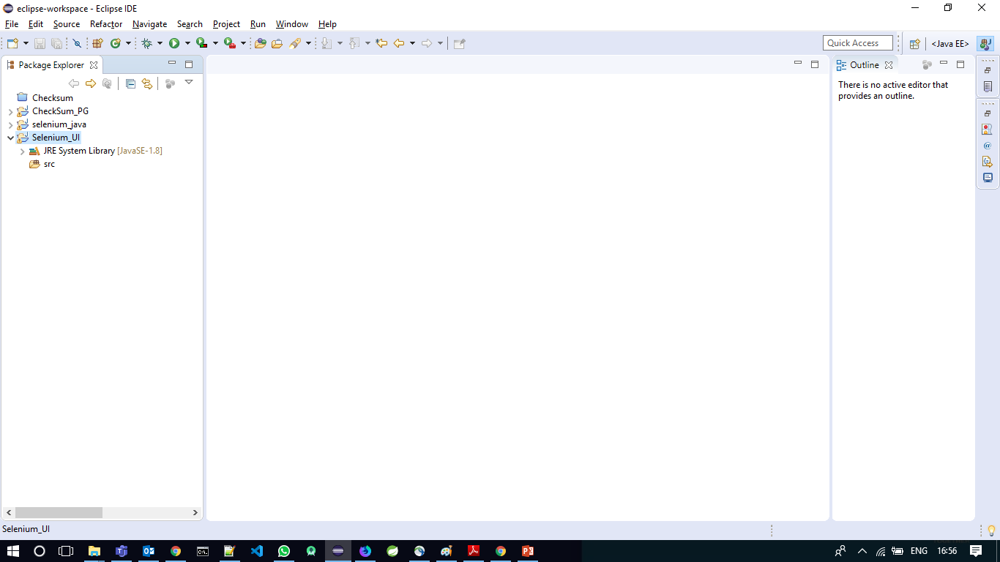 eclipse-workspace - Eclipse IDE
File Edit Source Refactor Navigate Search Project Run Window Help
Quick Access
<Java EE>
Package Explorer
Checksum
CheckSum_PG
selenium_java
Selenium_UI
JRE System Library [JavaSE-1.8]
src
Outline
There is no active editor that
provides an outline.
Selenium_UI
ENG 16:56